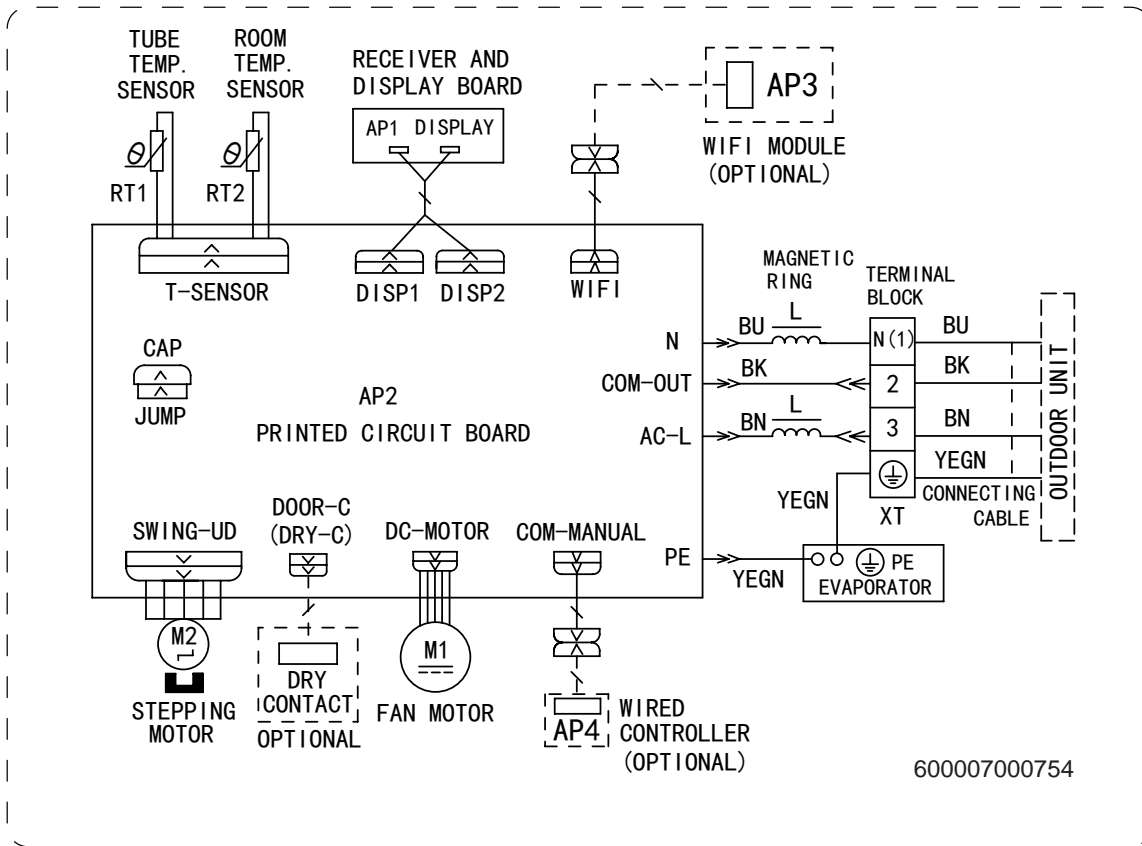 TUBE
TEMP.
SENSOR
ROOM
TEMP.
SENSOR
RECEIVER AND
DISPLAY BOARD
AP1 DISPLAY
AP3
WIFI MODULE
(OPTIONAL)
θ
RT1
θ
RT2
T-SENSOR
DISP1
DISP2
WIFI
CAP
JUMP
AP2
PRINTED CIRCUIT BOARD
MAGNETIC
RING
TERMINAL
BLOCK
N
BU
L
N(1)
BU
COM-OUT
BK
2
BK
AC-L
BN
L
3
BN
YEGN
YEGN
XT
CONNECTING
CABLE
OUTDOOR UNIT
PE
YEGN
PE
EVAPORATOR
SWING-UD
DOOR-C
(DRY-C)
DC-MOTOR
COM-MANUAL
M2
STEPPING
MOTOR
DRY
CONTACT
OPTIONAL
M1
FAN MOTOR
AP4
WIRED
CONTROLLER
(OPTIONAL)
600007000754